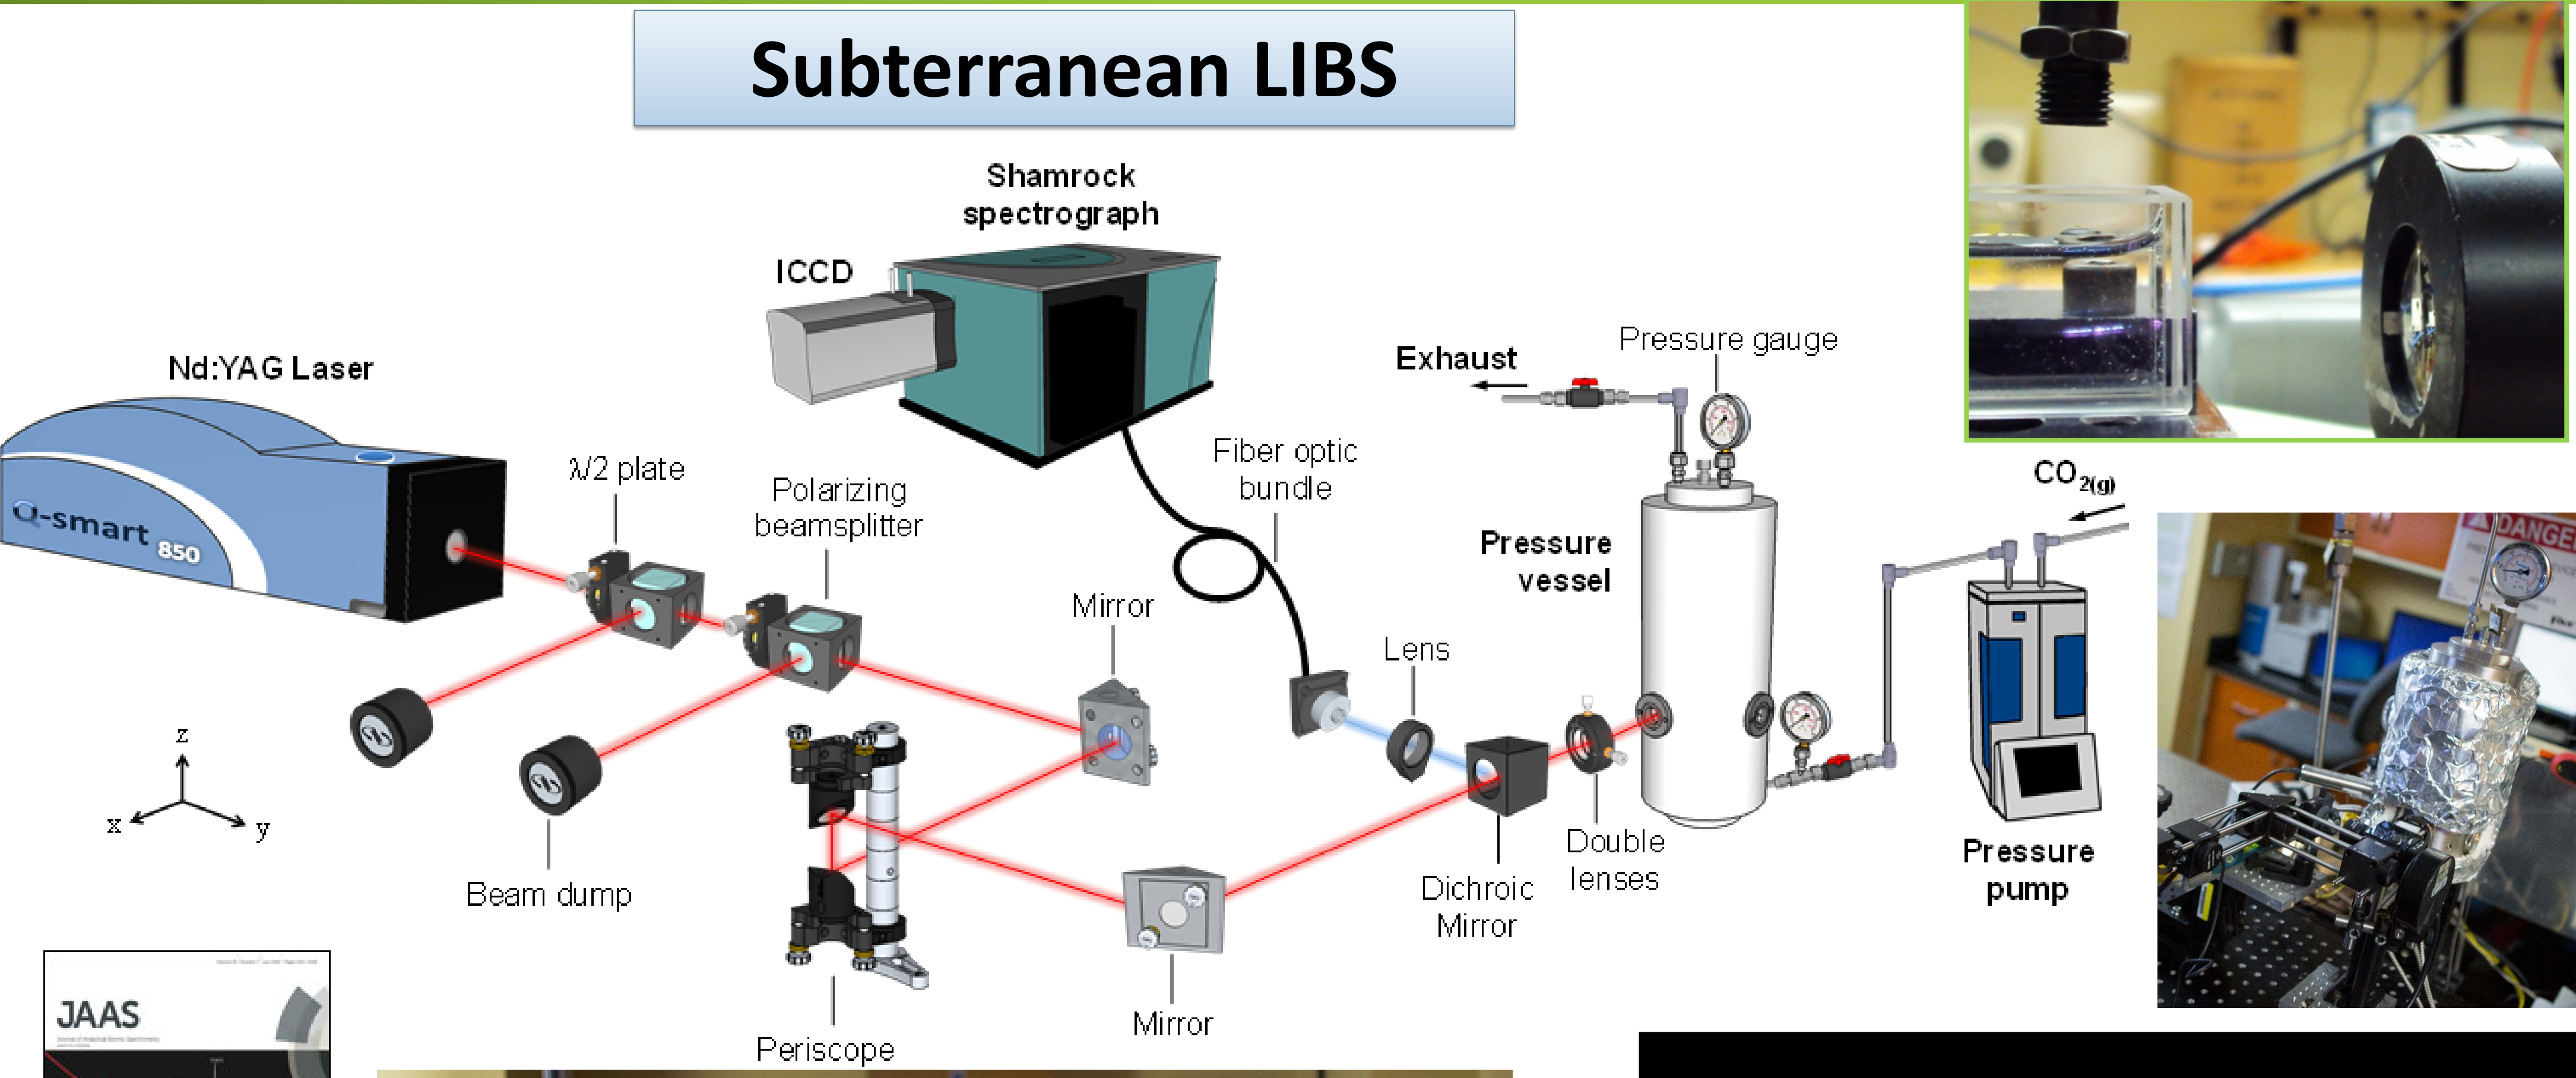 Subterranean LIBS
Shamrock
spectrograph
ICCD
Nd:YAG Laser
Q-smart 850
λ/2 plate
Polarizing
beamsplitter
Fiber optic
bundle
Exhaust
Pressure gauge
Pressure
vessel
CO2(g)
DANGER
Mirror
Lens
z
x
y
Beam dump
Double
lenses
Dichroic
Mirror
Pressure
pump
Mirror
Periscope
JAAS